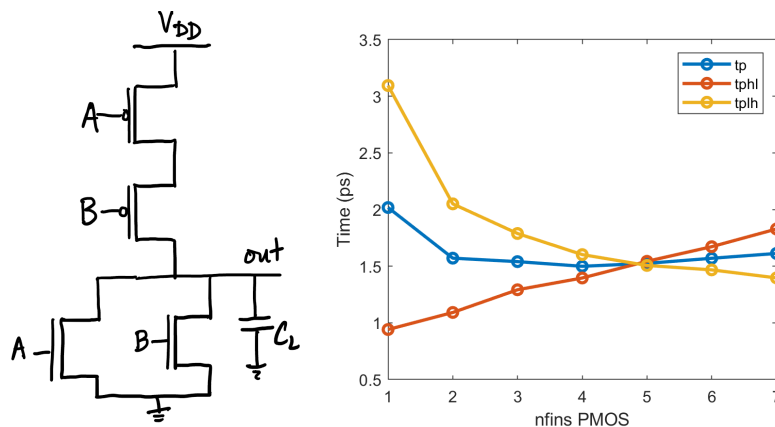 VDD
A
B
out
A
B
CL
3.5
3
2.5
2
1.5
1
0.5
Time (ps)
1 2 3 4 5 6 7
nfins PMOS
tp
tphl
tplh